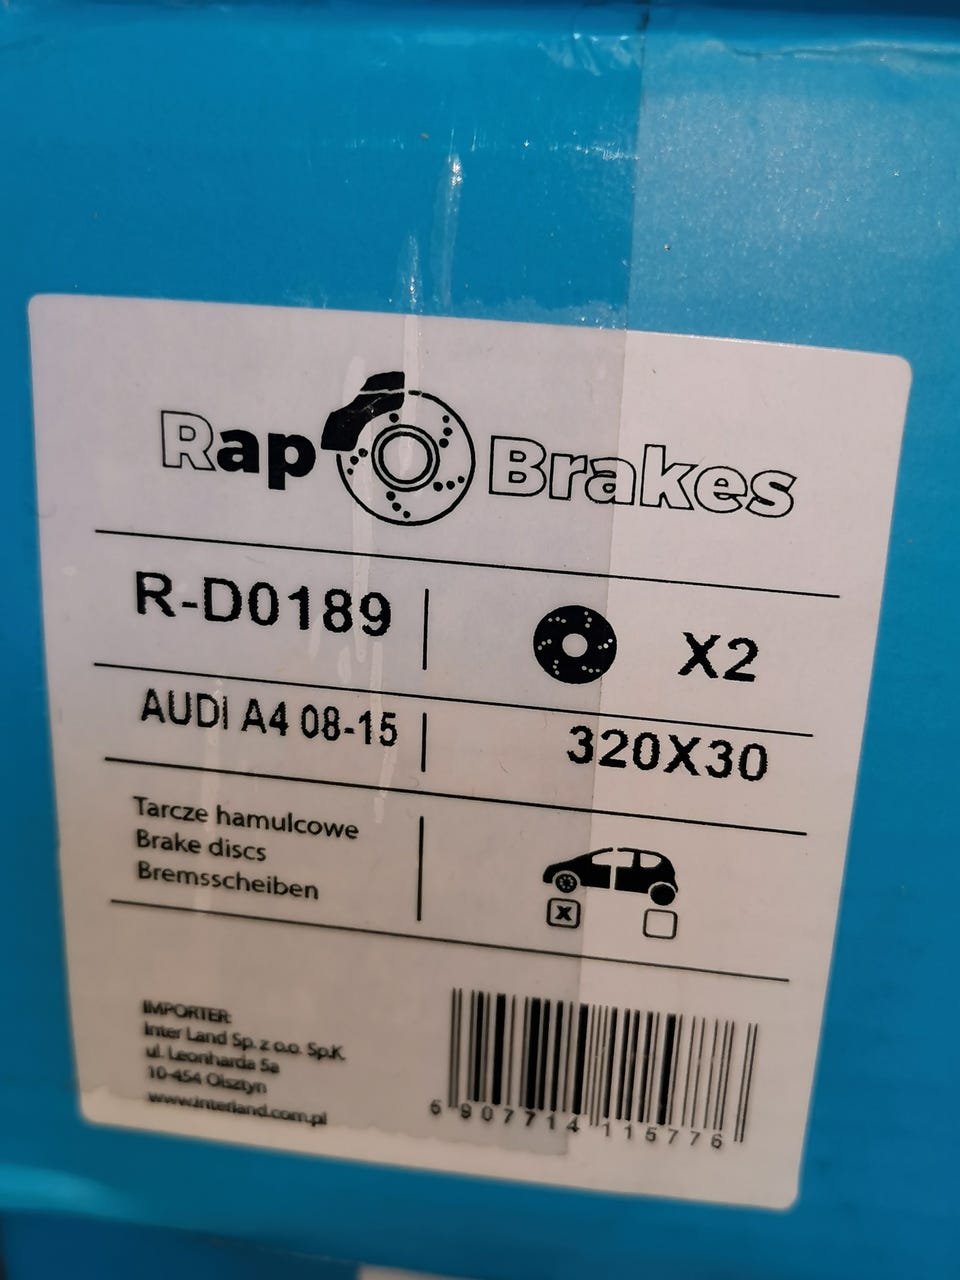 Rap Brakes
R-D0189
X2
AUDI A4 08-15
320X30
Tarcze hamulcowe
Brake discs
Bremsscheiben
X
IMPORTER:
Inter Land Sp. z o.o. Sp.K.
ul. Leonharda 5a
10-454 Olsztyn
www.interland.com.pl
6 907714 115776